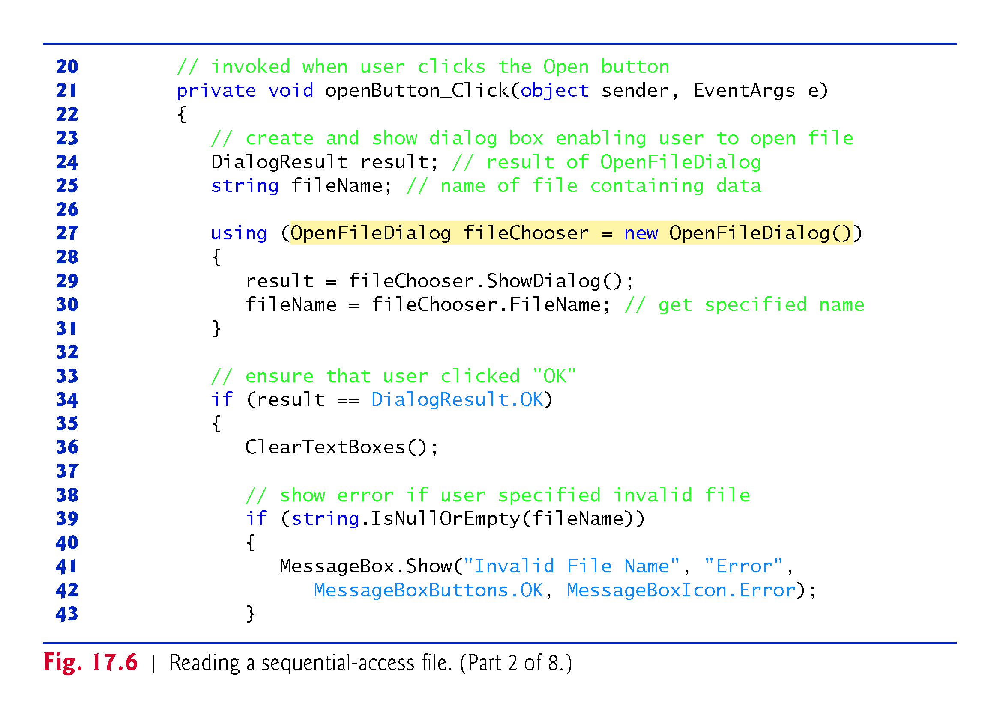 20 // invoked when user clicks the Open button
21 private void openButton_Click(object sender, EventArgs e)
22 {
23 // create and show dialog box enabling user to open file
24 DialogResult result; // result of OpenFileDialog
25 string fileName; // name of file containing data
26
27 using (OpenFileDialog fileChooser = new OpenFileDialog())
28 {
29 result = fileChooser.ShowDialog();
30 fileName = fileChooser.FileName; // get specified name
31 }
32
33 // ensure that user clicked "OK"
34 if (result == DialogResult.OK)
35 {
36 ClearTextBoxes();
37
38 // show error if user specified invalid file
39 if (string.IsNullOrEmpty(fileName))
40 {
41 MessageBox.Show("Invalid File Name", "Error",
42 MessageBoxButtons.OK, MessageBoxIcon.Error);
43 }
Fig. 17.6 | Reading a sequential-access file. (Part 2 of 8.)